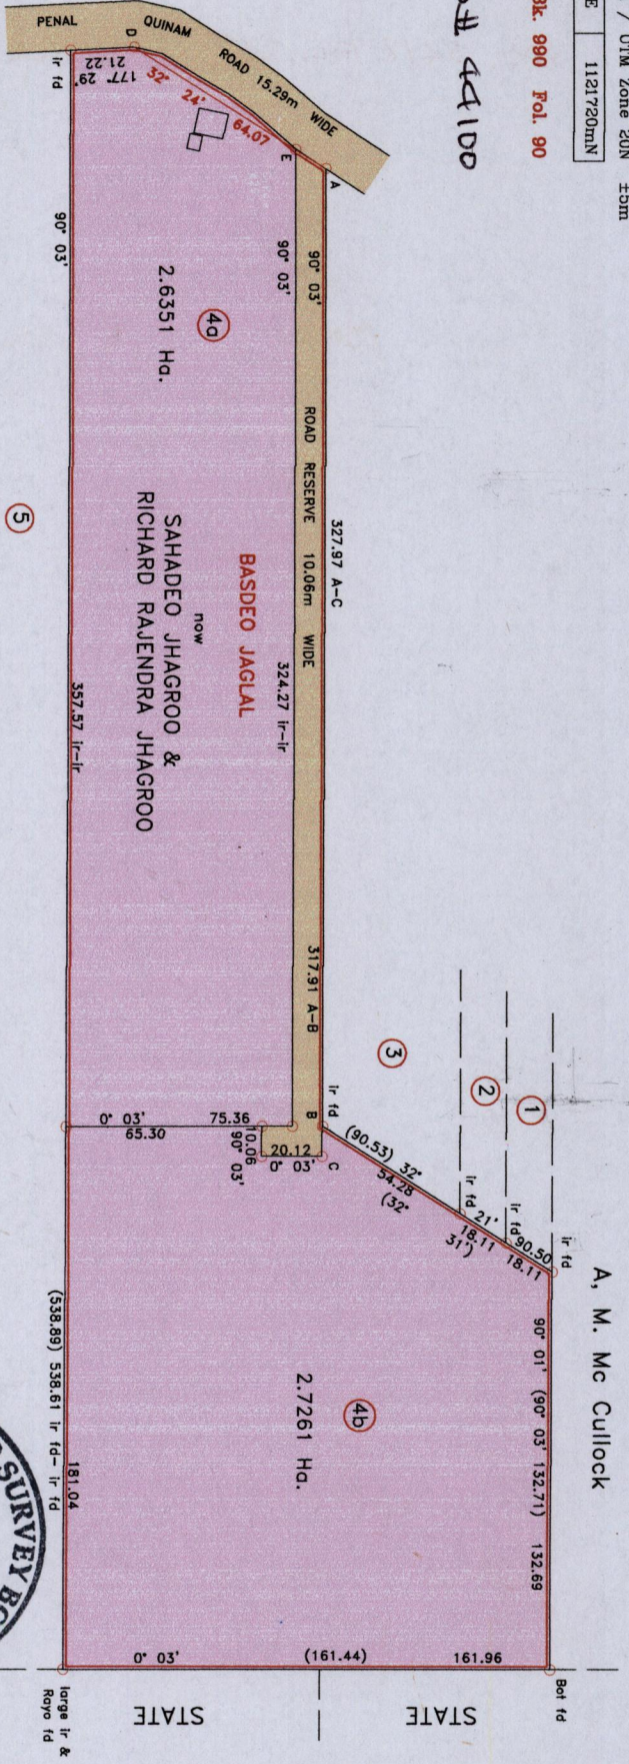 / UTM Zone 20N ±5m
E 1121720mN
Bk. 990 Fol. 90
44100
PENAL QUINAM ROAD 15.29m WIDE
D
E
A
ir fd
177° 29'
21.22
32° 24'
64.07
90° 03'
90° 03'
90° 03'
4a
2.6351 Ha.
ROAD RESERVE 10.06m WIDE
327.97 A-C
BASDEO JAGLAL
now
SAHADEO JHAGROO &
RICHARD RAJENDRA JHAGROO
324.27 ir-ir
357.57 ir-ir
5
317.91 A-B
B
ir fd
C
1
2
3
0° 03'
75.36
65.30
10.06
90° 03'
20.12
0° 03'
(90.53) 32° 21' 90.50
54.28
(32° 31')
18.11
18.11
ir fd
ir fd
ir fd
A, M. Mc Cullock
90° 01' (90° 03' 132.71) 132.69
4b
2.7261 Ha.
(538.89) 538.61 ir fd- ir fd
181.04
0° 03' (161.44) 161.96
STATE
STATE
Bot fd
large ir &
Rayo fd
SURVEY BO